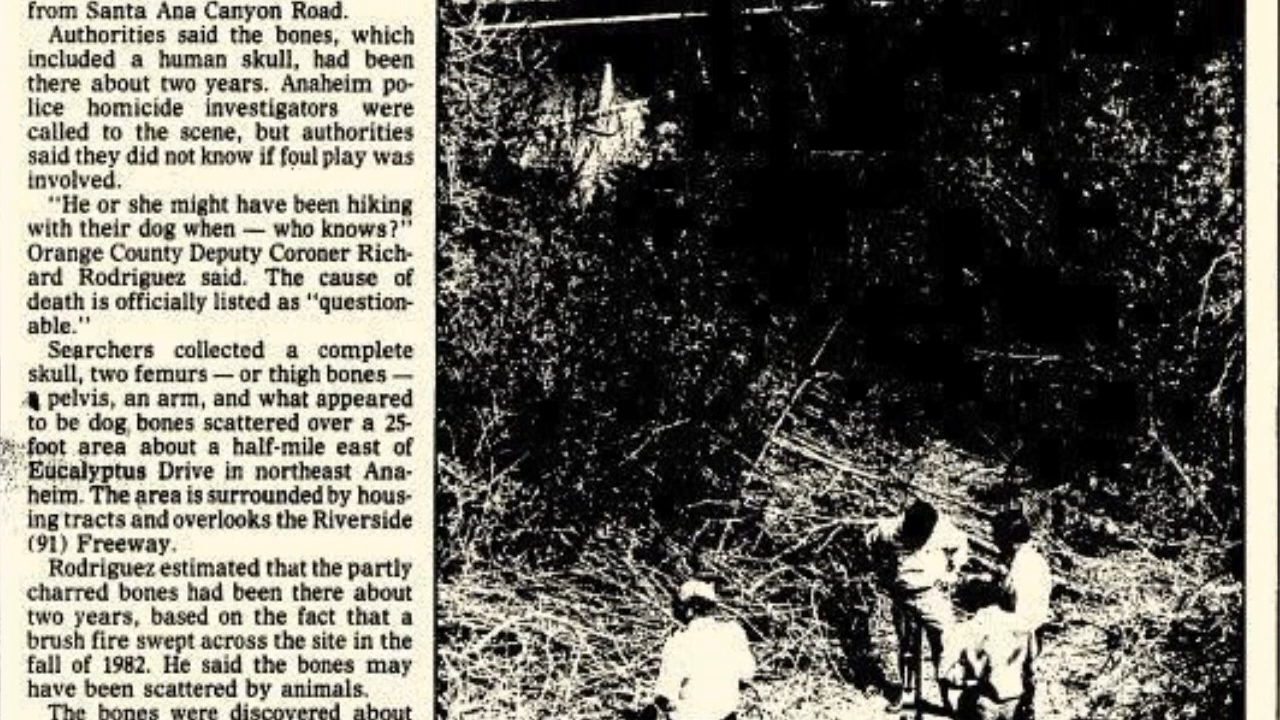 from Santa Ana Canyon Road.
Authorities said the bones, which
included a human skull, had been
there about two years. Anaheim po-
lice homicide investigators were
called to the scene, but authorities
said they did not know if foul play was
involved.
"He or she might have been hiking
with their dog when — who knows?"
Orange County Deputy Coroner Rich-
ard Rodriguez said. The cause of
death is officially listed as "question-
able."
Searchers collected a complete
skull, two femurs — or thigh bones —
a pelvis, an arm, and what appeared
to be dog bones scattered over a 25-
foot area about a half-mile east of
Eucalyptus Drive in northeast Ana-
heim. The area is surrounded by hous-
ing tracts and overlooks the Riverside
(91) Freeway.
Rodriguez estimated that the partly
charred bones had been there about
two years, based on the fact that a
brush fire swept across the site in the
fall of 1982. He said the bones may
have been scattered by animals.
The bones were discovered about